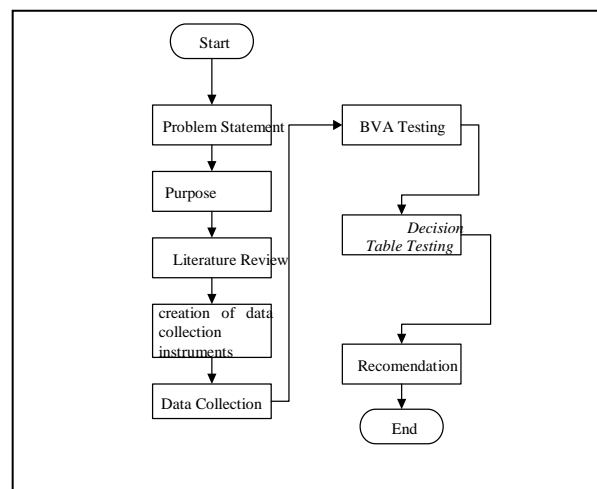 Start
Problem Statement
Purpose
Literature Review
creation of data
collection
instruments
Data Collection
BVA Testing
Decision
Table Testing
Recomendation
End